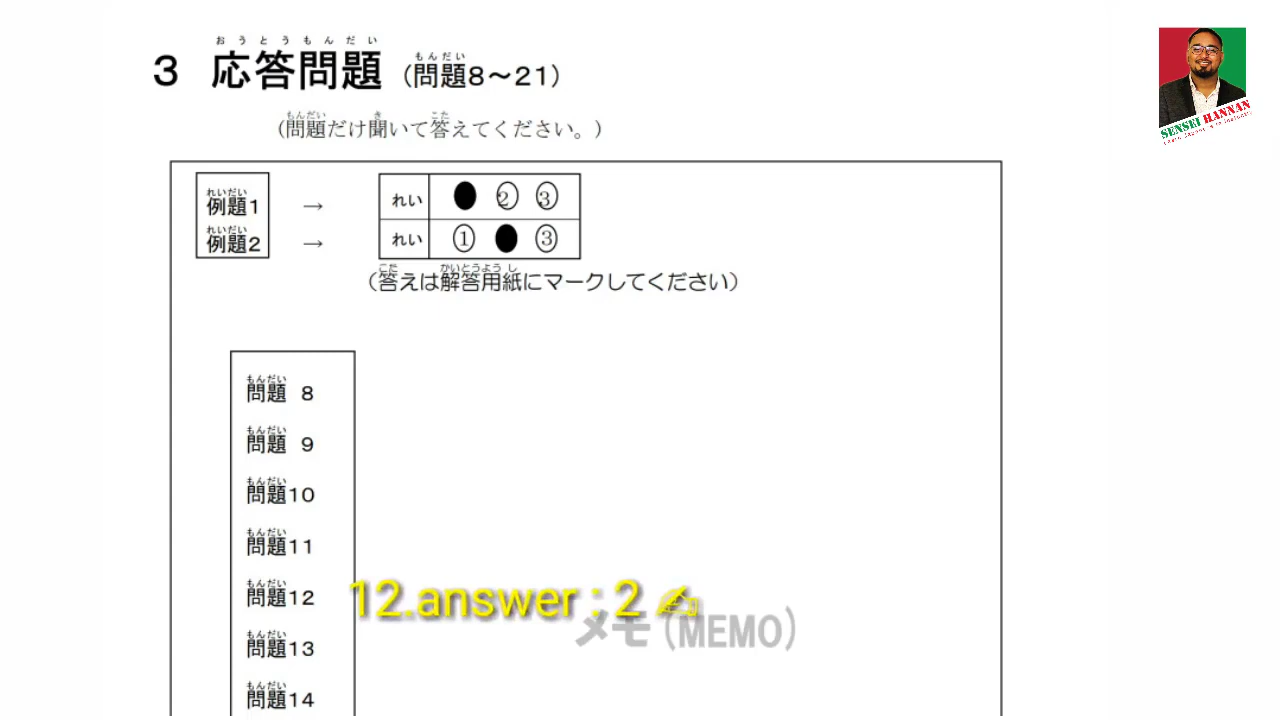 おうとうもんだい もんだい
3 応答問題 (問題8～21)
もんだい き こた
(問題だけ聞いて答えてください。)
SENSEI HANNAN
れいだい
例題1 → れい ● ② ③
れいだい
例題2 → れい ① ● ③
こた かいとうようし
(答えは解答用紙にマークしてください)
もんだい
問題 8
もんだい
問題 9
もんだい
問題10
もんだい
問題11
もんだい
問題12
12.answer : 2 ✍
メモ (MEMO)
もんだい
問題13
もんだい
問題14